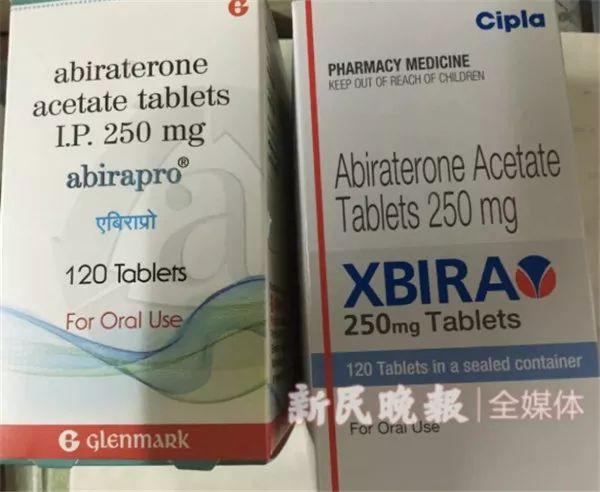 abiraterone
acetate tablets
I.P. 250 mg
abirapro®
एबिराप्रो
120 Tablets
For Oral Use
G glenmark
Cipla
PHARMACY MEDICINE
KEEP OUT OF REACH OF CHILDREN
Abiraterone Acetate
Tablets 250 mg
XBIRA
250mg Tablets
120 Tablets in a sealed container
For Oral Use
新民晚報|全媒体